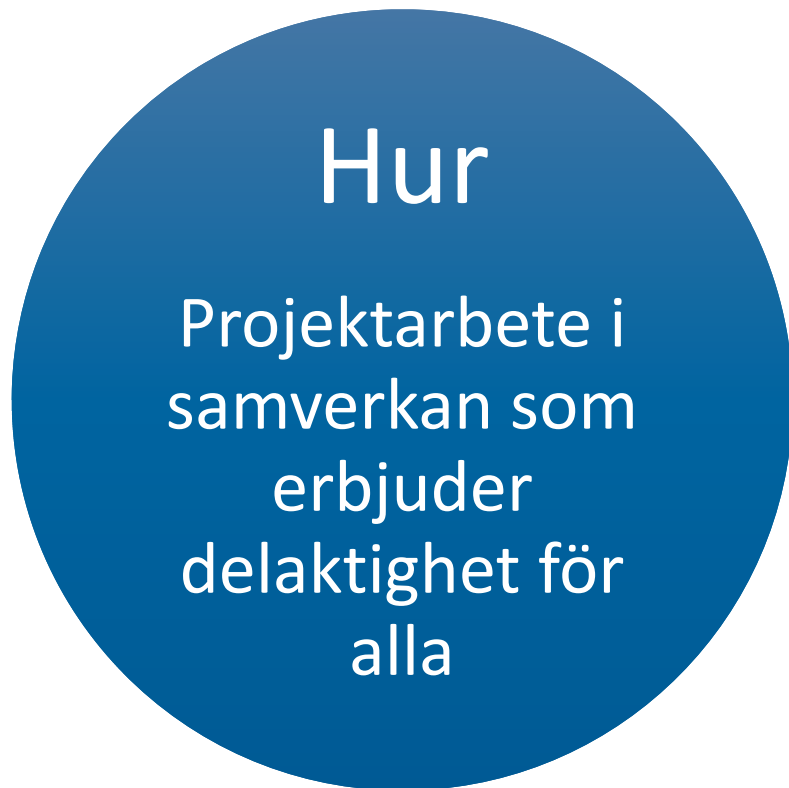 Hur
Projektarbete i
samverkan som
erbjuder
delaktighet för
alla